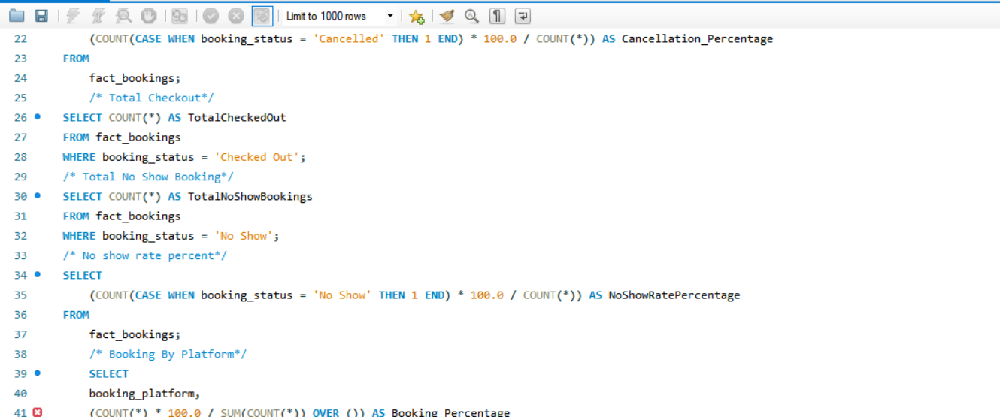 Limit to 1000 rows
22 (COUNT(CASE WHEN booking_status = 'Cancelled' THEN 1 END) * 100.0 / COUNT(*)) AS Cancellation_Percentage
23 FROM
24 fact_bookings;
25 /* Total Checkout*/
26 SELECT COUNT(*) AS TotalCheckedOut
27 FROM fact_bookings
28 WHERE booking_status = 'Checked Out';
29 /* Total No Show Booking*/
30 SELECT COUNT(*) AS TotalNoShowBookings
31 FROM fact_bookings
32 WHERE booking_status = 'No Show';
33 /* No show rate percent*/
34 SELECT
35 (COUNT(CASE WHEN booking_status = 'No Show' THEN 1 END) * 100.0 / COUNT(*)) AS NoShowRatePercentage
36 FROM
37 fact_bookings;
38 /* Booking By Platform*/
39 SELECT
40 booking_platform,
41 (COUNT(*) * 100.0 / SUM(COUNT(*)) OVER ()) AS Booking_Percentage